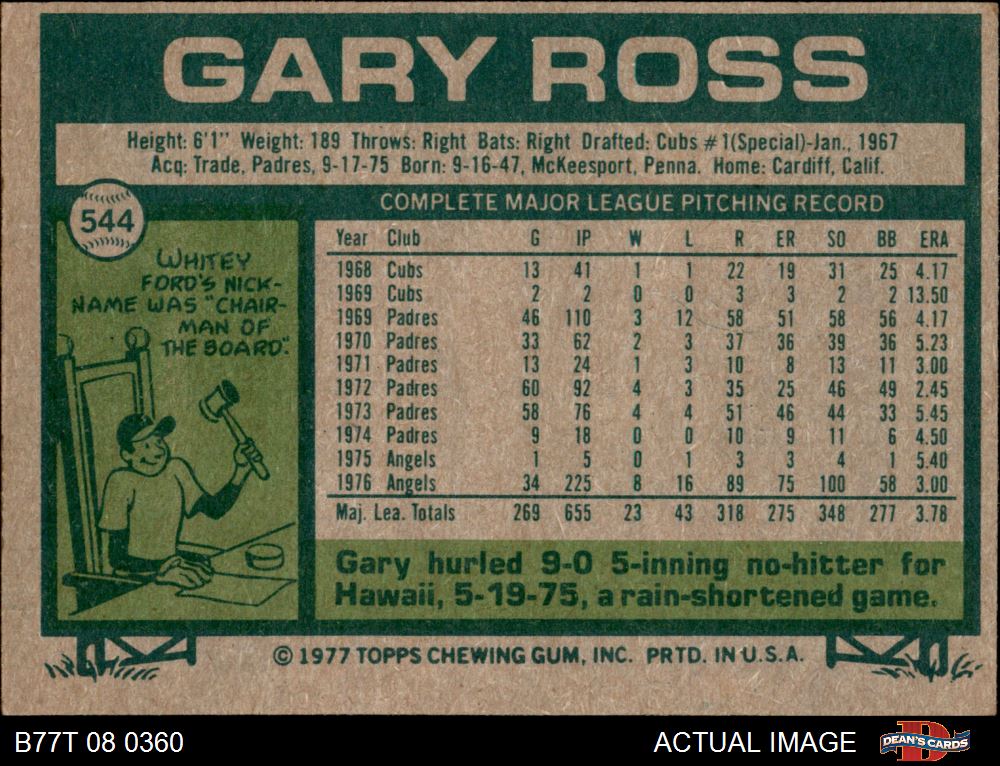 GARY ROSS
Height: 6'1" Weight: 189 Throws: Right Bats: Right Drafted: Cubs #1(Special)-Jan., 1967
Acq: Trade, Padres, 9-17-75 Born: 9-16-47, McKeesport, Penna. Home: Cardiff, Calif.
544
WHITEY
FORD'S NICK-
NAME WAS "CHAIR-
MAN OF
THE BOARD."
COMPLETE MAJOR LEAGUE PITCHING RECORD
Year Club G IP W L R ER SO BB ERA
1968 Cubs 13 41 1 1 22 19 31 25 4.17
1969 Cubs 2 2 0 0 3 3 2 2 13.50
1969 Padres 46 110 3 12 58 51 58 56 4.17
1970 Padres 33 62 2 3 37 36 39 36 5.23
1971 Padres 13 24 1 3 10 8 13 11 3.00
1972 Padres 60 92 4 3 35 25 46 49 2.45
1973 Padres 58 76 4 4 51 46 44 33 5.45
1974 Padres 9 18 0 0 10 9 11 6 4.50
1975 Angels 1 5 0 1 3 3 4 1 5.40
1976 Angels 34 225 8 16 89 75 100 58 3.00
Maj. Lea. Totals 269 655 23 43 318 275 348 277 3.78
Gary hurled 9-0 5-inning no-hitter for
Hawaii, 5-19-75, a rain-shortened game.
© 1977 TOPPS CHEWING GUM, INC. PRTD. IN U.S.A.
B77T 08 0360 ACTUAL IMAGE DEAN'S CARDS